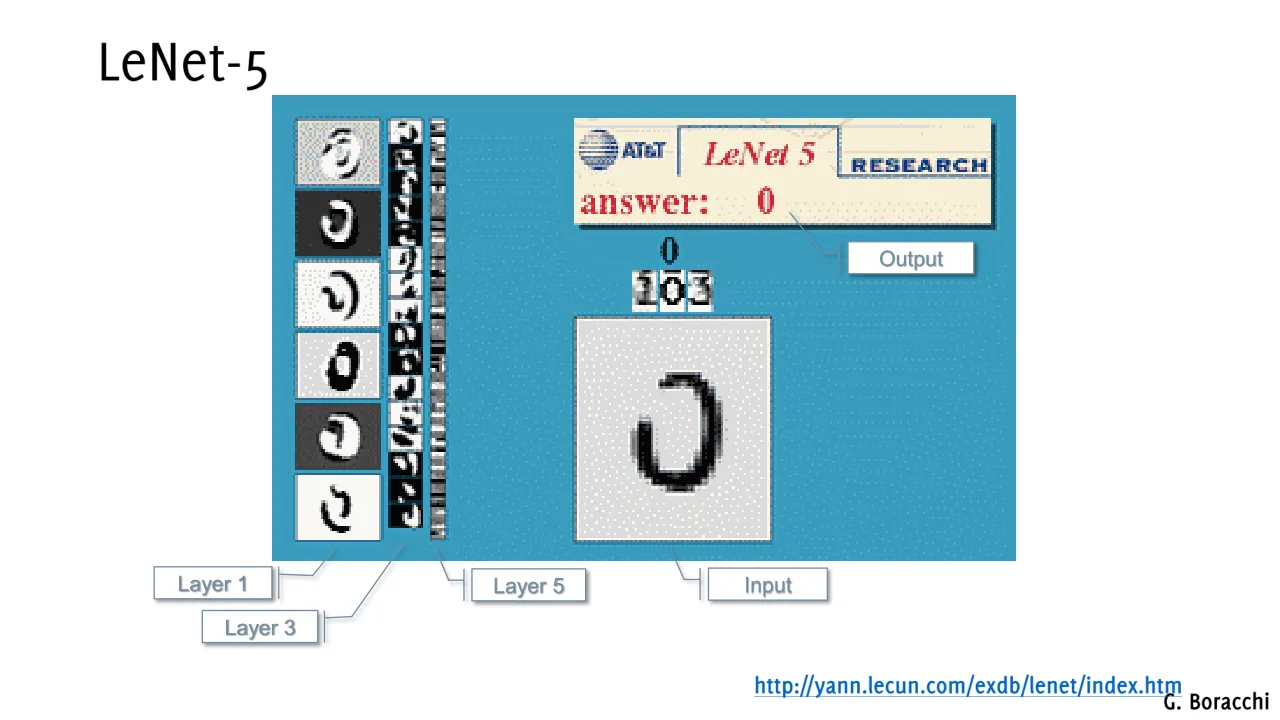 LeNet-5
AT&T
LeNet 5
RESEARCH
answer: 0
Output
0
103
Layer 1
Layer 5
Input
Layer 3
http://yann.lecun.com/exdb/lenet/index.htm
G. Boracchi